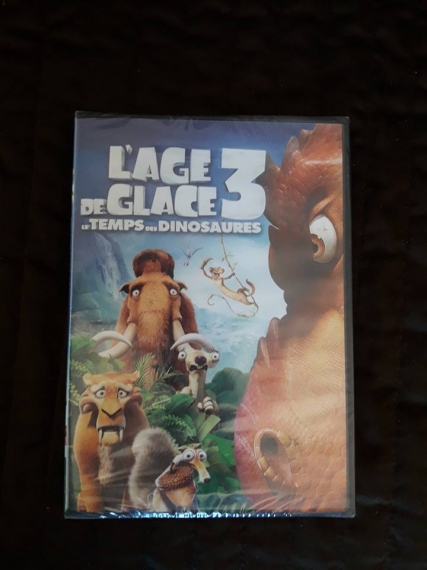 L'AGE
DE GLACE 3
LE TEMPS DES DINOSAURES